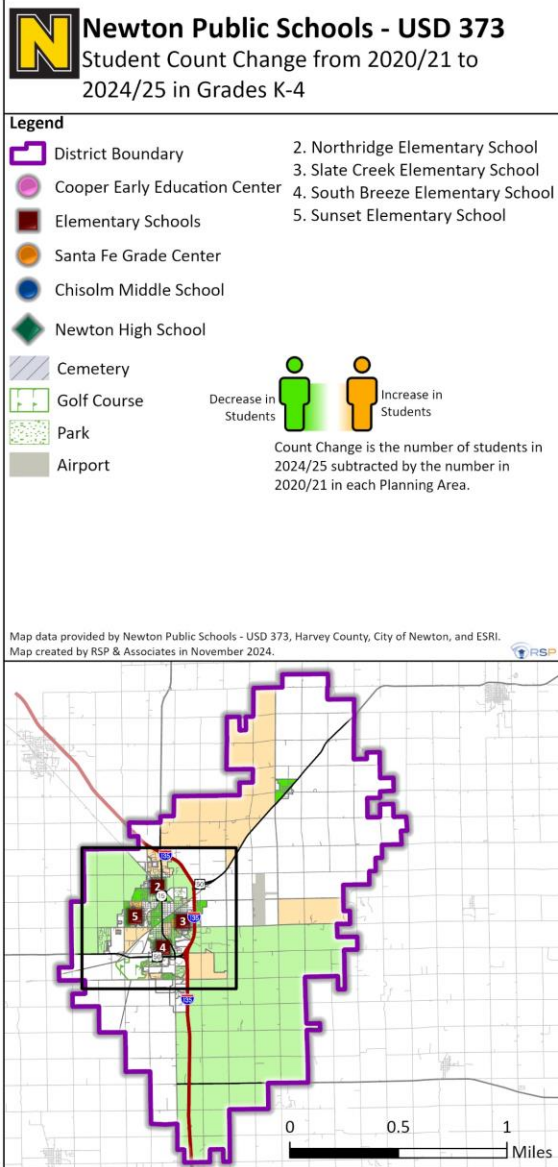 N
Newton Public Schools - USD 373
Student Count Change from 2020/21 to
2024/25 in Grades K-4
Legend
District Boundary
Cooper Early Education Center
Elementary Schools
Santa Fe Grade Center
Chisolm Middle School
Newton High School
Cemetery
Golf Course
Park
Airport
2. Northridge Elementary School
3. Slate Creek Elementary School
4. South Breeze Elementary School
5. Sunset Elementary School
Decrease in
Students
Increase in
Students
Count Change is the number of students in
2024/25 subtracted by the number in
2020/21 in each Planning Area.
Map data provided by Newton Public Schools - USD 373, Harvey County, City of Newton, and ESRI.
Map created by RSP & Associates in November 2024.
RSP
135
2
50
15
5
3
135
4
50
135
0 0.5 1
Miles